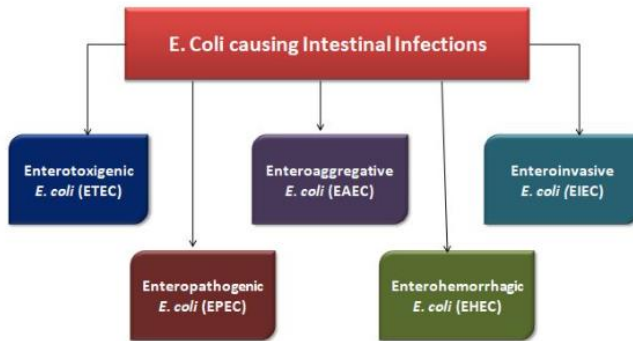 E. Coli causing Intestinal Infections
Enterotoxigenic
E. coli (ETEC)
Enteroaggregative
E. coli (EAEC)
Enteroinvasive
E. coli (EIEC)
Enteropathogenic
E. coli (EPEC)
Enterohemorrhagic
E. coli (EHEC)